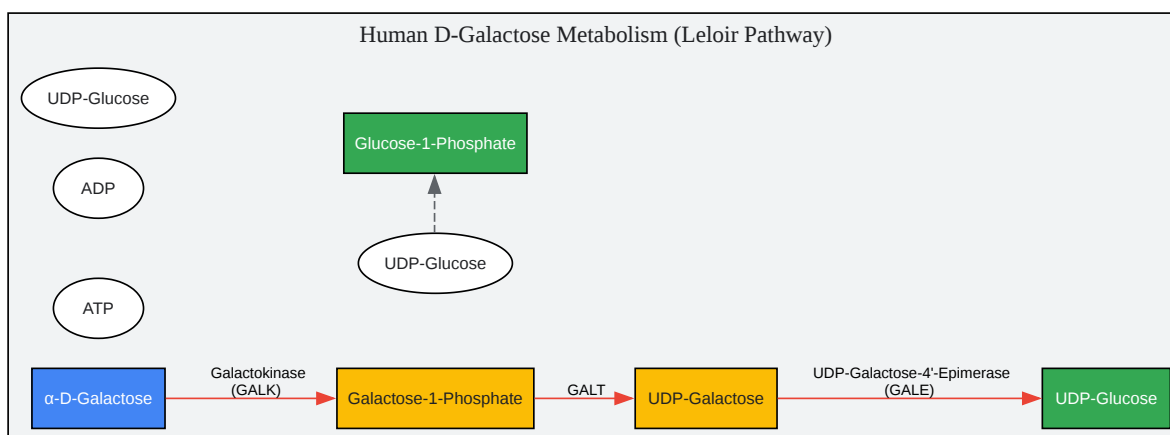 Human D-Galactose Metabolism (Leloir Pathway)
UDP-Glucose
Glucose-1-Phosphate
ADP
UDP-Glucose
ATP
α-D-Galactose
Galactokinase
(GALK)
Galactose-1-Phosphate
GALT
UDP-Galactose
UDP-Galactose-4'-Epimerase
(GALE)
UDP-Glucose